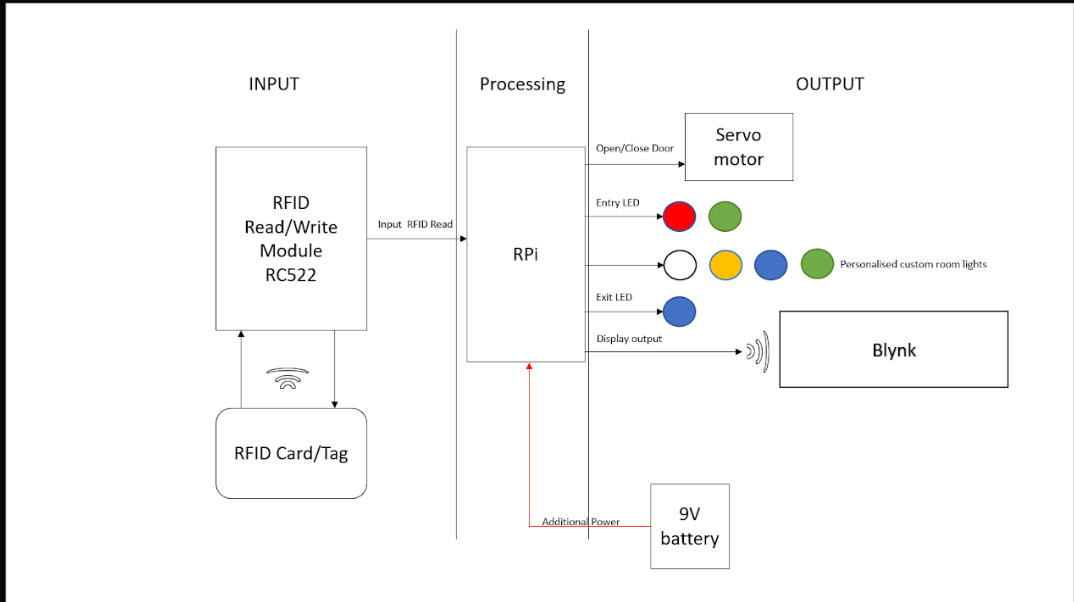 INPUT
Processing
OUTPUT
RFID
Read/Write
Module
RC522
Input RFID Read
RPi
Open/Close Door
Servo
motor
Entry LED
Personalised custom room lights
Exit LED
Display output
Blynk
RFID Card/Tag
Additional Power
9V
battery